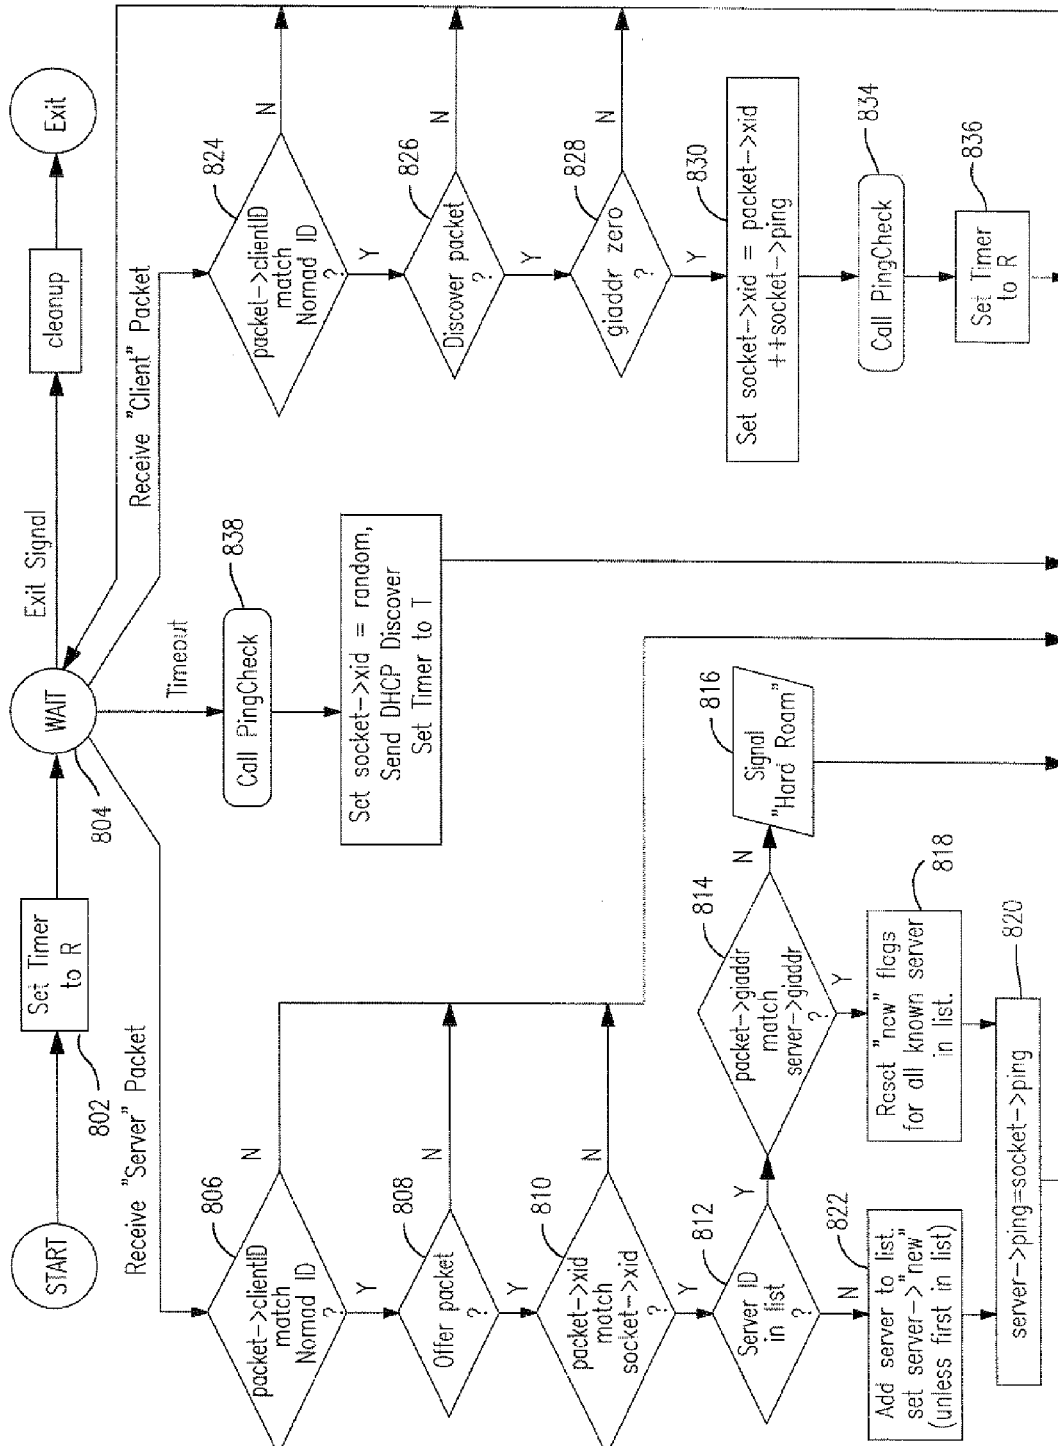 START
Set Timer
to R
802
WAIT
804
Exit Signal
cleanup
Exit
Receive "Server" Packet
Timeout
Receive "Client" Packet
packet->clientID
match
Nomad ID
?
806
N
Y
Offer packet
?
808
N
Y
packet->xid
match
socket->xid
?
810
N
Y
Server ID
in list
?
812
Y
N
packet->giaddr
match
server->giaddr
?
814
N
Y
Signal
"Hard Roam"
816
Reset "new" flags
for all known server
in list.
818
Add server to list.
set server->"new"
(unless first in list)
822
server->ping=socket->ping
820
Call PingCheck
838
Set socket->xid = random,
Send DHCP Discover
Set Timer to T
packet->clientID
match
Nomad ID
?
824
N
Y
Discover packet
?
826
N
Y
giaddr zero
?
828
N
Y
Set socket->xid = packet->xid
++socket->ping
830
Call PingCheck
834
Set Timer
to R
836